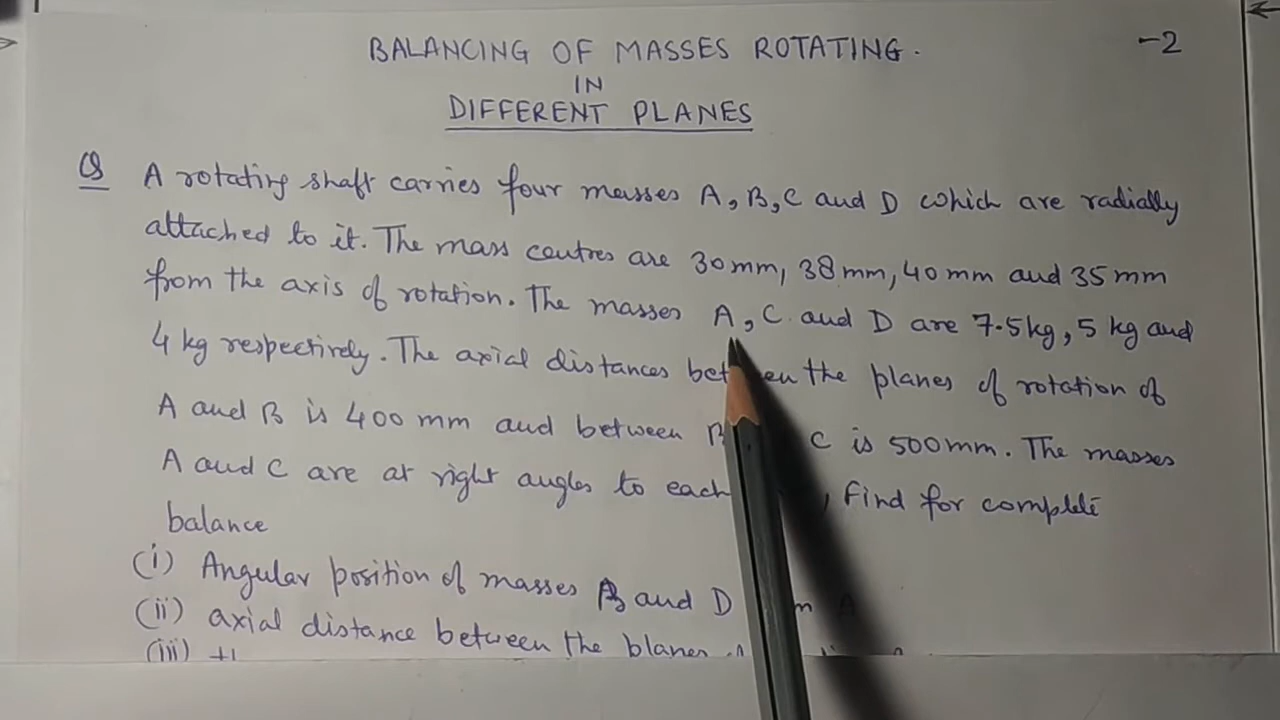 BALANCING OF MASSES ROTATING. -2
IN
DIFFERENT PLANES
Q A rotating shaft carries four masses A, B, C and D which are radially
attached to it. The mass centres are 30mm, 38mm, 40mm and 35mm
from the axis of rotation. The masses A, C and D are 7.5kg, 5 kg and
4 kg respectively. The axial distances between the planes of rotation of
A and B is 400 mm and between B C is 500mm. The masses
A and C are at right angles to each , Find for complete
balance
(i) Angular position of masses B and D A
(ii) axial distance between the planes
(iii)